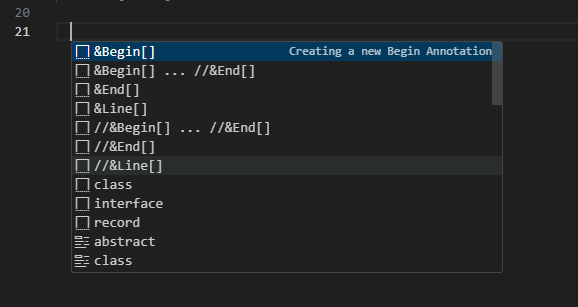 20
21
&Begin[] Creating a new Begin Annotation
&Begin[] ... //&End[]
&End[]
&Line[]
//&Begin[] ... //&End[]
//&End[]
//&Line[]
class
interface
record
abstract
class